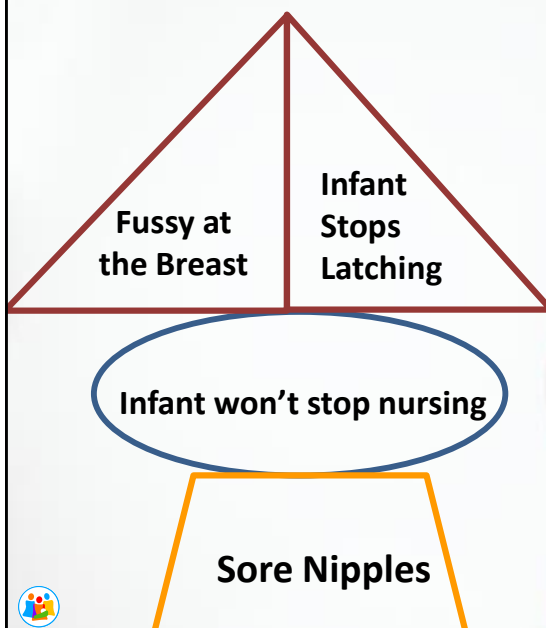 Fussy at
the Breast
Infant
Stops
Latching
Infant won’t stop nursing
Sore Nipples